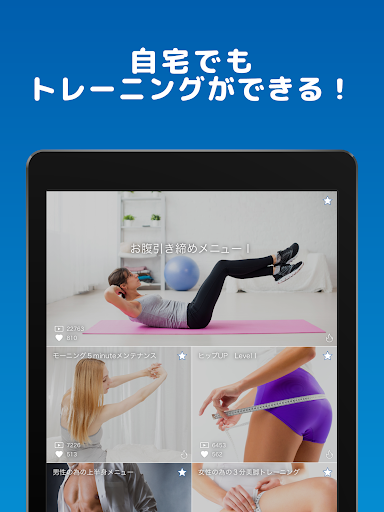 自宅でも
トレーニングができる！
お腹引き締めメニュー！
22763
810
モーニング５minuteメンテナンス
ヒップUP Level1
7226
513
6453
562
男性の為の上半身メニュー
女性の為の３分美脚トレーニング